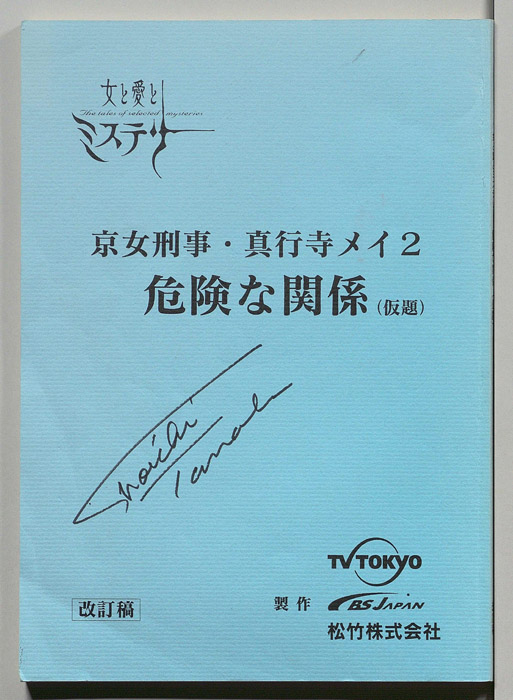 女と愛と
The tales of selected mysteries
ミステリー
京女刑事・真行寺メイ2
危険な関係(仮題)
TV TOKYO
改訂稿
製作
BS JAPAN
松竹株式会社